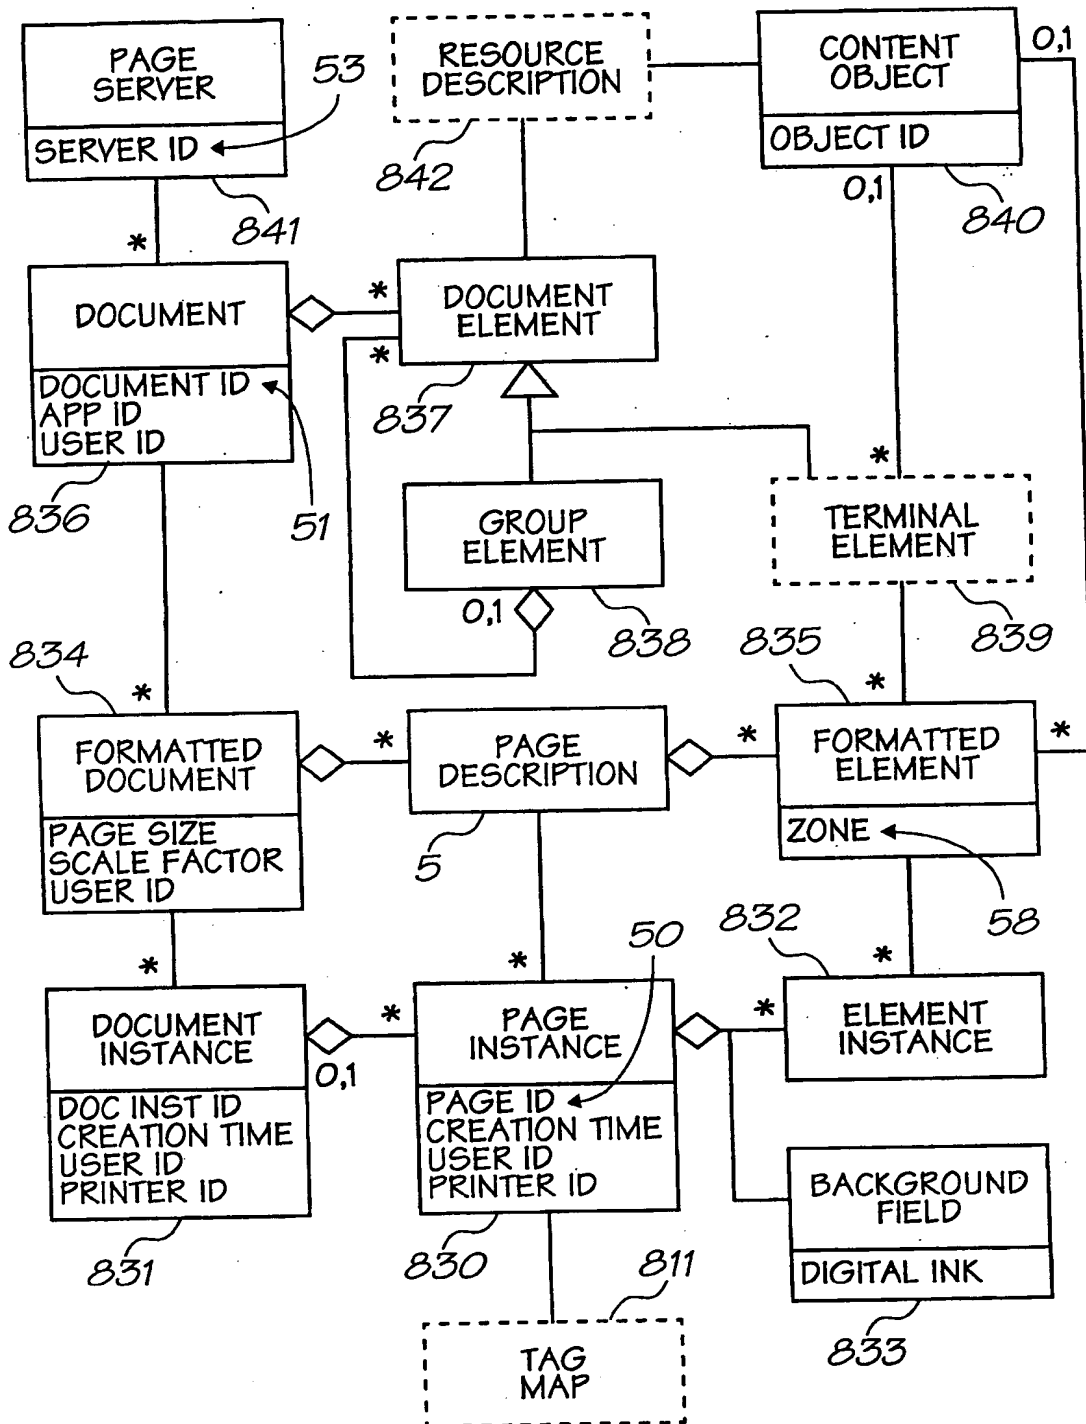 PAGE
SERVER
SERVER ID
53
841
RESOURCE
DESCRIPTION
842
CONTENT
OBJECT
OBJECT ID
0,1
0,1
840
*
DOCUMENT
DOCUMENT ID
APP ID
USER ID
836
51
*
*
DOCUMENT
ELEMENT
837
GROUP
ELEMENT
0,1
838
*
TERMINAL
ELEMENT
839
834
*
FORMATTED
DOCUMENT
PAGE SIZE
SCALE FACTOR
USER ID
*
PAGE
DESCRIPTION
5
835
*
*
*
FORMATTED
ELEMENT
ZONE
58
*
DOCUMENT
INSTANCE
0,1
DOC INST ID
CREATION TIME
USER ID
PRINTER ID
831
*
*
50
PAGE
INSTANCE
PAGE ID
CREATION TIME
USER ID
PRINTER ID
830
832
*
*
ELEMENT
INSTANCE
BACKGROUND
FIELD
DIGITAL INK
833
811
TAG
MAP